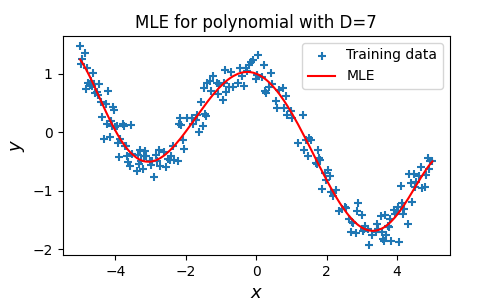 MLE for polynomial with D=7
Training data
MLE
y
1
0
−1
−2
−4
−2
0
2
4
x